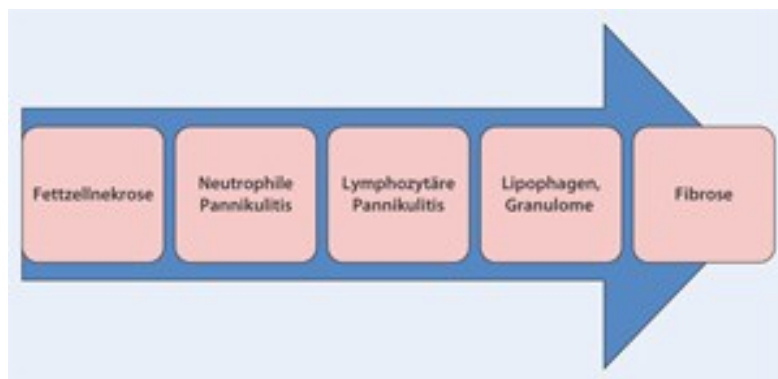 Fettzellnekrose
Neutrophile
Pannikulitis
Lymphozytäre
Pannikulitis
Lipophagen,
Granulome
Fibrose